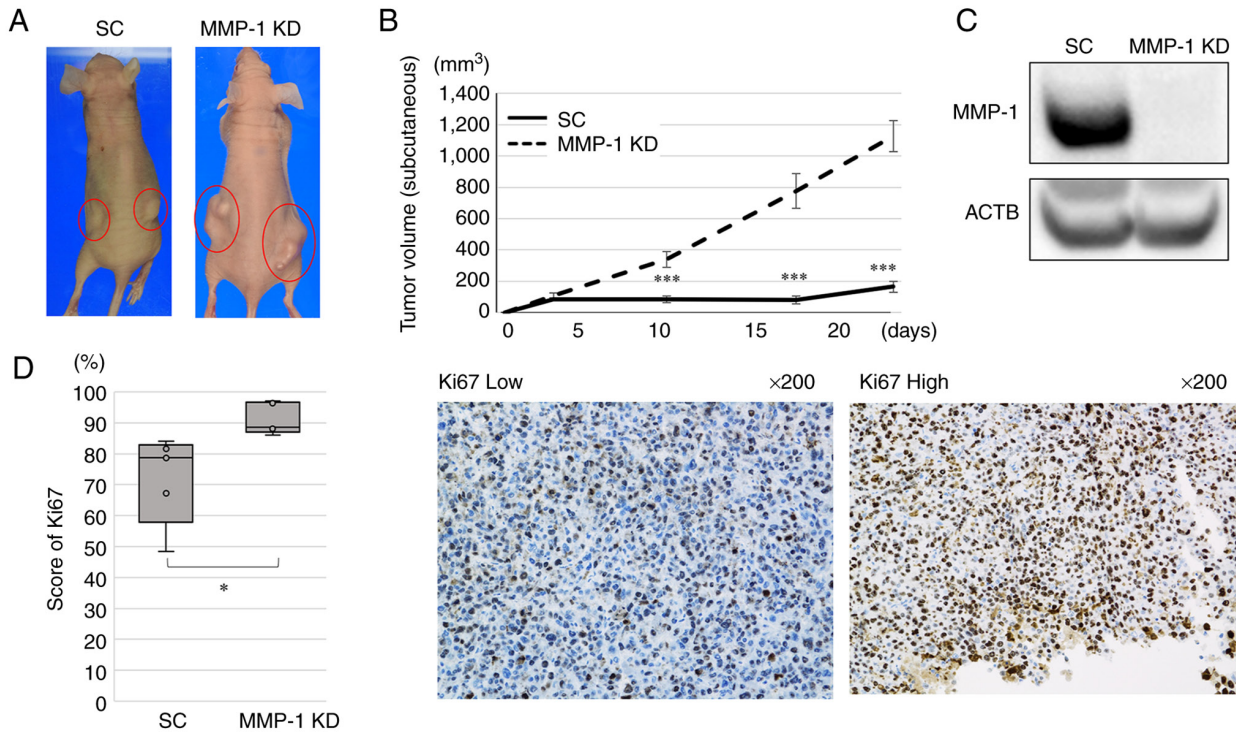 A
SC
MMP-1 KD
B
(mm³)
Tumor volume (subcutaneous)
1,400
1,200
1,000
800
600
400
200
0
SC
MMP-1 KD
***
***
***
0
5
10
15
20
(days)
C
SC
MMP-1 KD
MMP-1
ACTB
D
(%)
Score of Ki67
100
90
80
70
60
50
40
30
20
10
0
*
SC
MMP-1 KD
Ki67 Low
×200
Ki67 High
×200